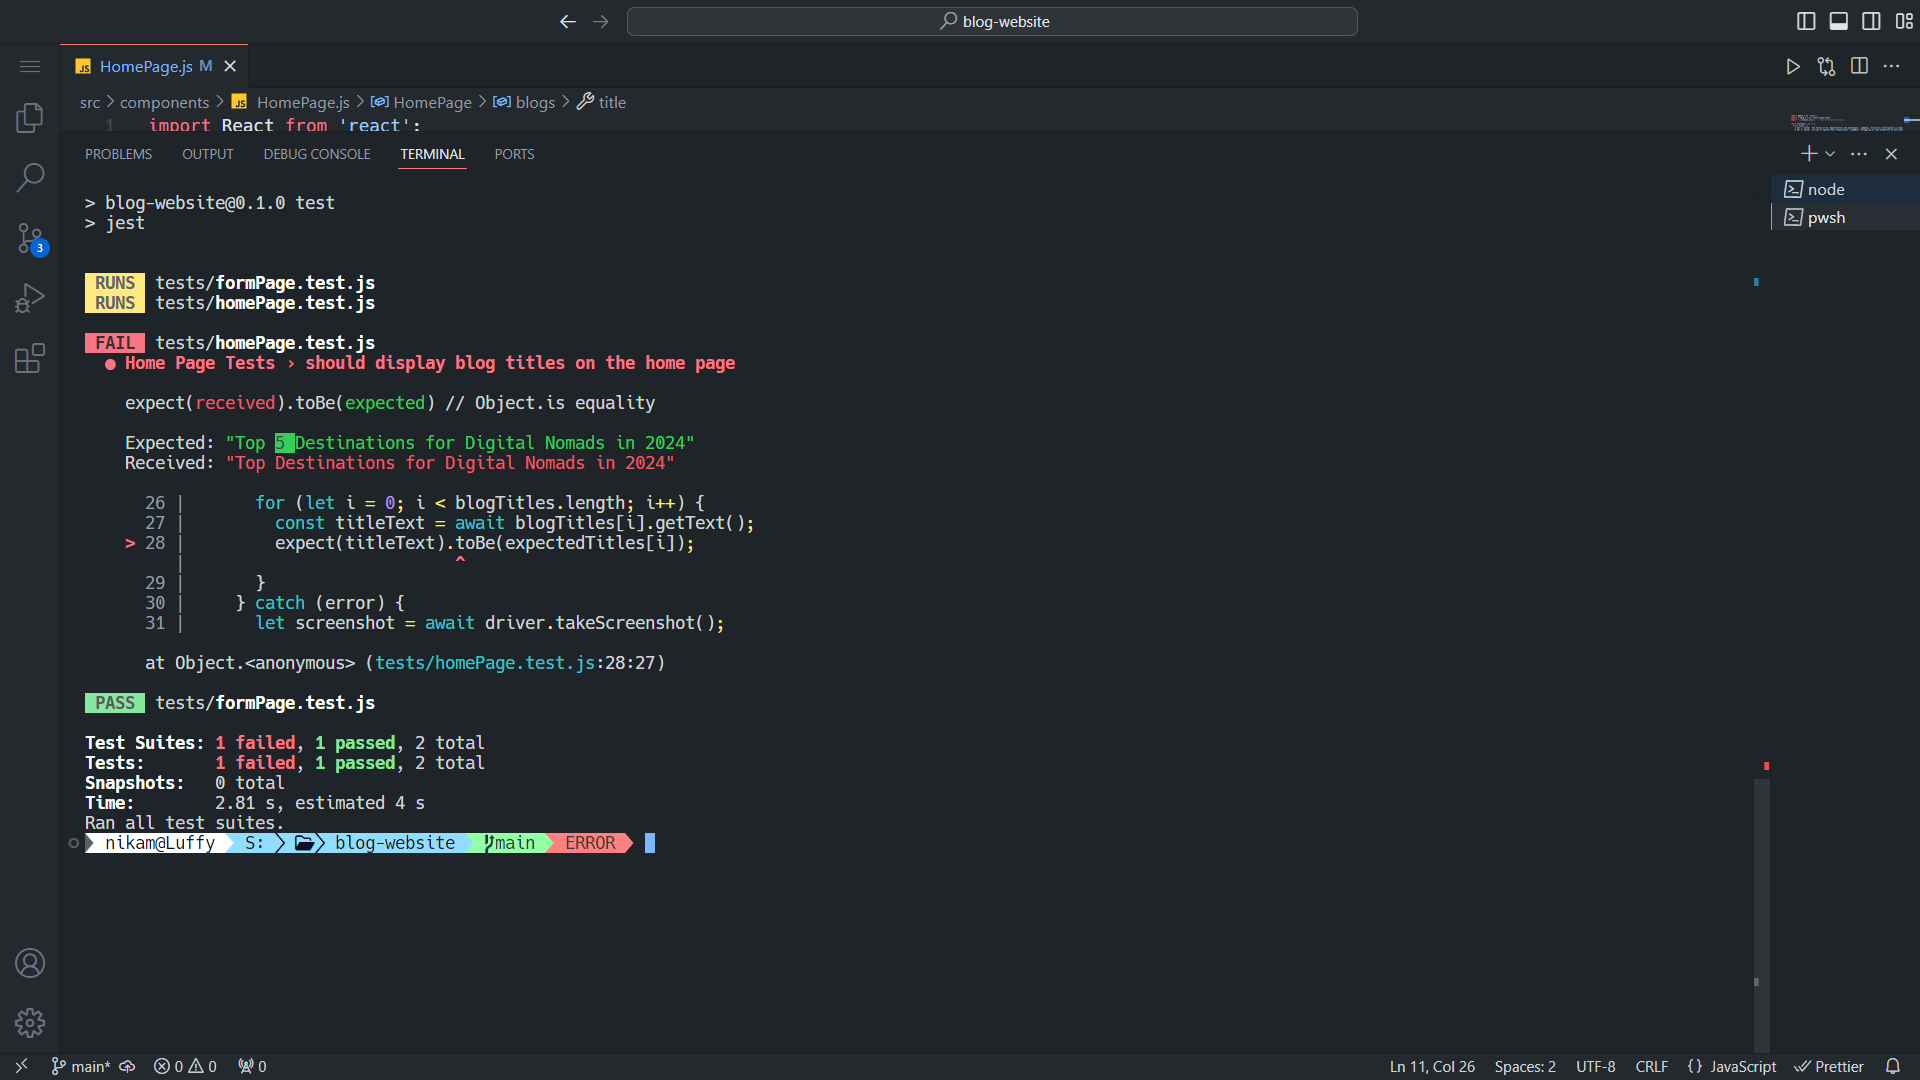 blog-website
HomePage.js M
src components HomePage.js HomePage blogs title
1 import React from 'react';
PROBLEMS OUTPUT DEBUG CONSOLE TERMINAL PORTS
> blog-website@0.1.0 test
> jest
node
pwsh
RUNS tests/formPage.test.js
RUNS tests/homePage.test.js
FAIL tests/homePage.test.js
● Home Page Tests › should display blog titles on the home page
expect(received).toBe(expected) // Object.is equality
Expected: "Top 5 Destinations for Digital Nomads in 2024"
Received: "Top Destinations for Digital Nomads in 2024"
26 | for (let i = 0; i < blogTitles.length; i++) {
27 | const titleText = await blogTitles[i].getText();
> 28 | expect(titleText).toBe(expectedTitles[i]);
| ^
29 | }
30 | } catch (error) {
31 | let screenshot = await driver.takeScreenshot();
at Object.<anonymous> (tests/homePage.test.js:28:27)
PASS tests/formPage.test.js
Test Suites: 1 failed, 1 passed, 2 total
Tests: 1 failed, 1 passed, 2 total
Snapshots: 0 total
Time: 2.81 s, estimated 4 s
Ran all test suites.
nikam@Luffy S: blog-website main ERROR
3
main* 0 0 0 Ln 11, Col 26 Spaces: 2 UTF-8 CRLF {} JavaScript Prettier